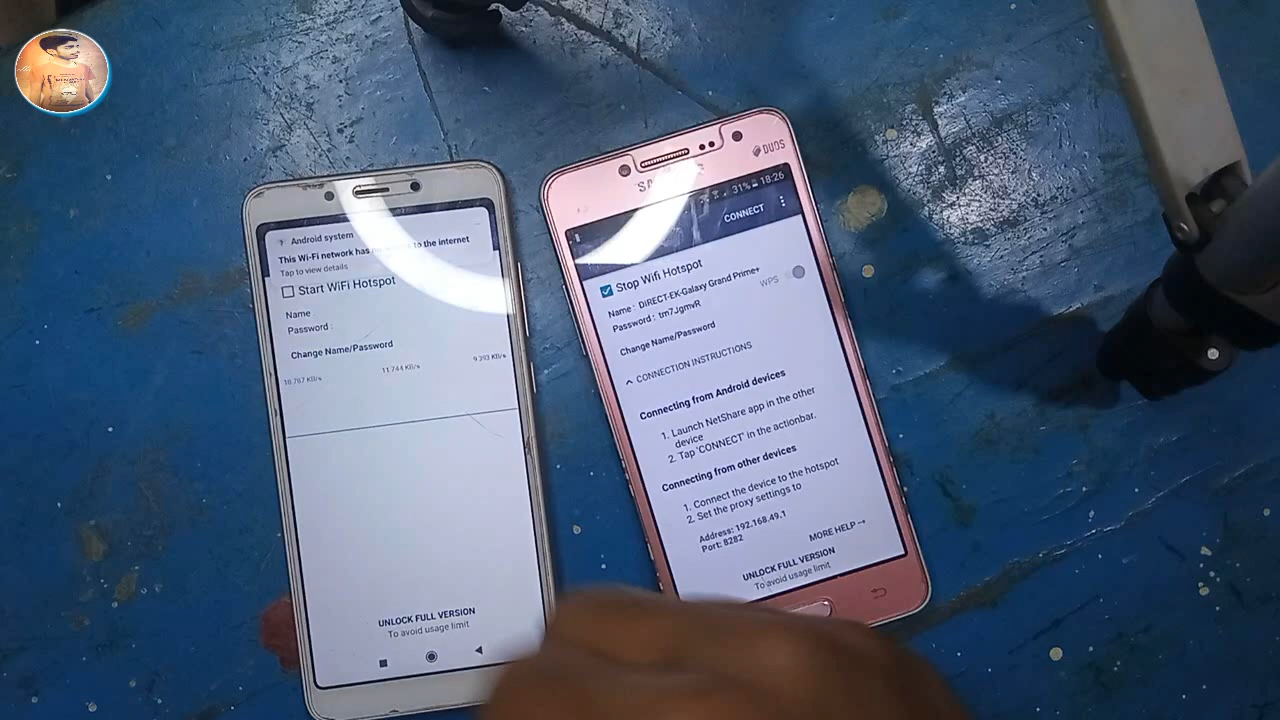 Android system
This Wi-Fi network has to the internet
Tap to view details
Start WiFi Hotspot
Name
Password :
Change Name/Password
11.744 KB/s
9.393 KB/s
UNLOCK FULL VERSION
To avoid usage limit
DUOS
31% 18:26
CONNECT
Stop Wifi Hotspot
Name : DIRECT-EK-Galaxy Grand Prime+
WPS
Password : tm7JgmvR
Change Name/Password
CONNECTION INSTRUCTIONS
Connecting from Android devices
1. Launch NetShare app in the other
device
2. Tap 'CONNECT' in the actionbar.
Connecting from other devices
1. Connect the device to the hotspot
2. Set the proxy settings to
Address: 192.168.49.1
Port: 8282
MORE HELP →
UNLOCK FULL VERSION
To avoid usage limit